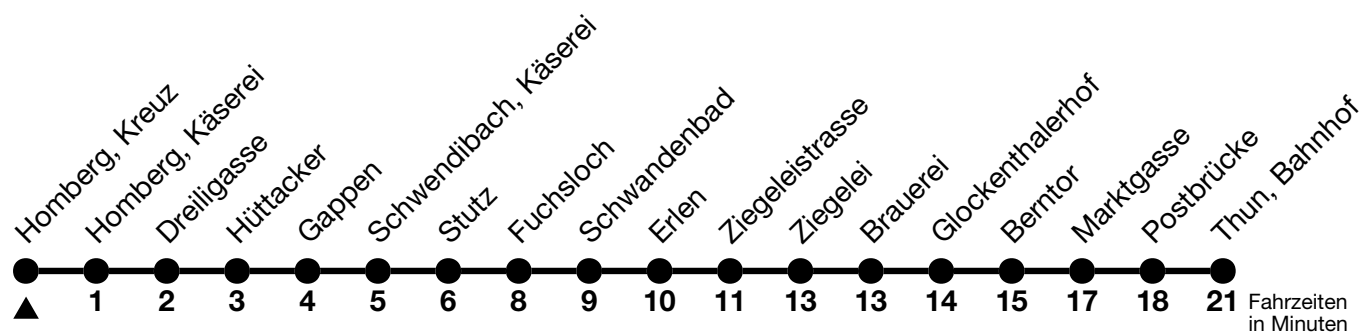 Homberg, Kreuz
Homberg, Käserei
Dreiligasse
Hüttacker
Gappen
Schwendibach, Käserei
Stutz
Fuchsloch
Schwandenbad
Erlen
Ziegeleistrasse
Ziegelei
Brauerei
Glockenthalerhof
Berntor
Marktgasse
Postbrücke
Thun, Bahnhof
1 2 3 4 5 6 8 9 10 11 13 13 14 15 17 18 21 Fahrzeiten
in Minuten